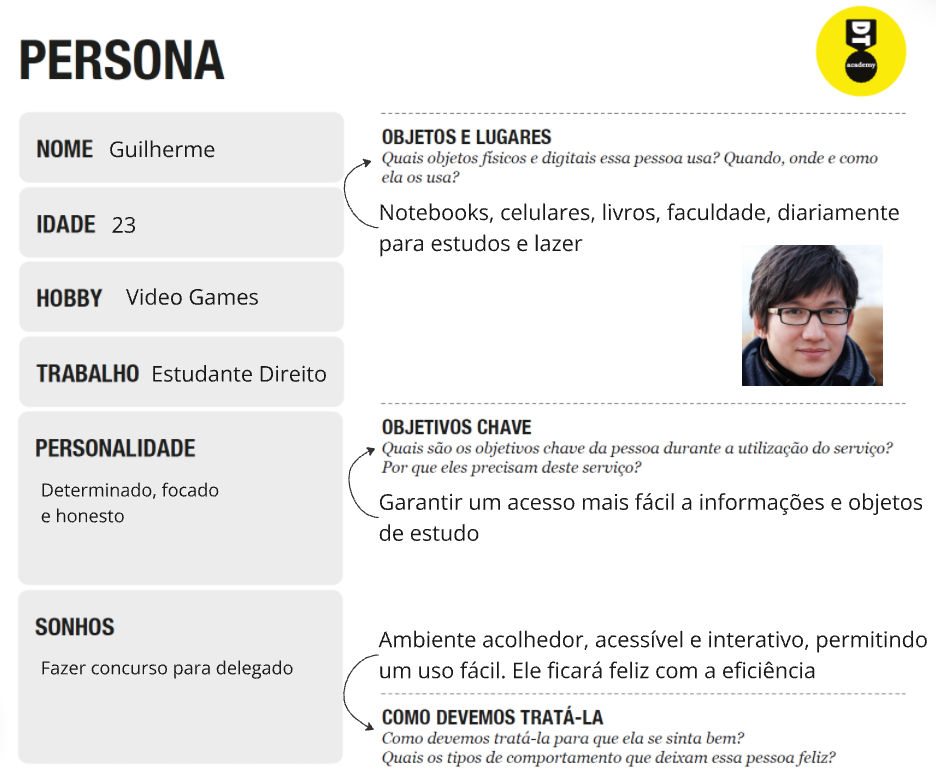 PERSONA
DT
academy
NOME Guilherme
IDADE 23
HOBBY Video Games
TRABALHO Estudante Direito
PERSONALIDADE
Determinado, focado
e honesto
SONHOS
Fazer concurso para delegado
OBJETOS E LUGARES
Quais objetos físicos e digitais essa pessoa usa? Quando, onde e como
ela os usa?
Notebooks, celulares, livros, faculdade, diariamente
para estudos e lazer
OBJETIVOS CHAVE
Quais são os objetivos chave da pessoa durante a utilização do serviço?
Por que eles precisam deste serviço?
Garantir um acesso mais fácil a informações e objetos
de estudo
Ambiente acolhedor, acessível e interativo, permitindo
um uso fácil. Ele ficará feliz com a eficiência
COMO DEVEMOS TRATÁ-LA
Como devemos tratá-la para que ela se sinta bem?
Quais os tipos de comportamento que deixam essa pessoa feliz?